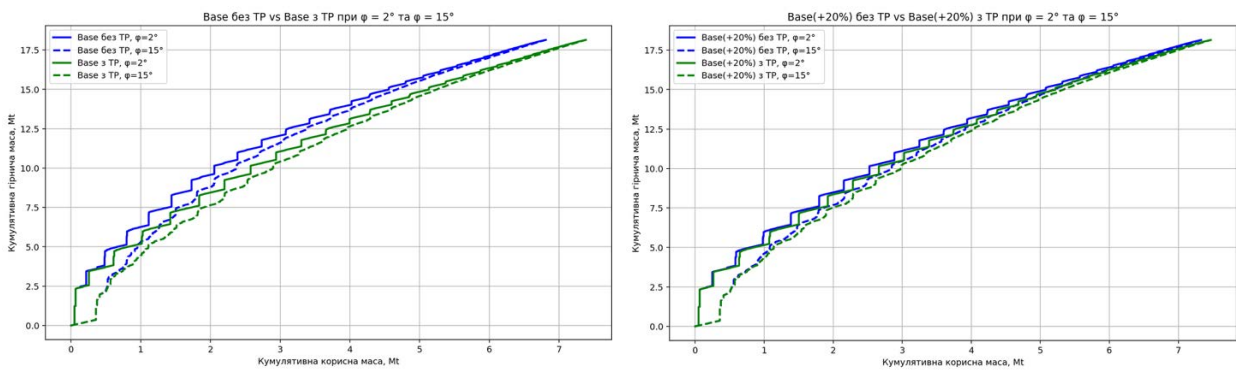 Base без ТР vs Base з ТР при φ = 2° та φ = 15°
Base без ТР, φ=2°
Base без ТР, φ=15°
Base з ТР, φ=2°
Base з ТР, φ=15°
Кумулятивна гірнича маса, Mt
17.5
15.0
12.5
10.0
7.5
5.0
2.5
0.0
0 1 2 3 4 5 6 7
Кумулятивна корисна маса, Mt
Base(+20%) без ТР vs Base(+20%) з ТР при φ = 2° та φ = 15°
Base(+20%) без ТР, φ=2°
Base(+20%) без ТР, φ=15°
Base(+20%) з ТР, φ=2°
Base(+20%) з ТР, φ=15°
Кумулятивна гірнича маса, Mt
17.5
15.0
12.5
10.0
7.5
5.0
2.5
0.0
0 1 2 3 4 5 6 7
Кумулятивна корисна маса, Mt